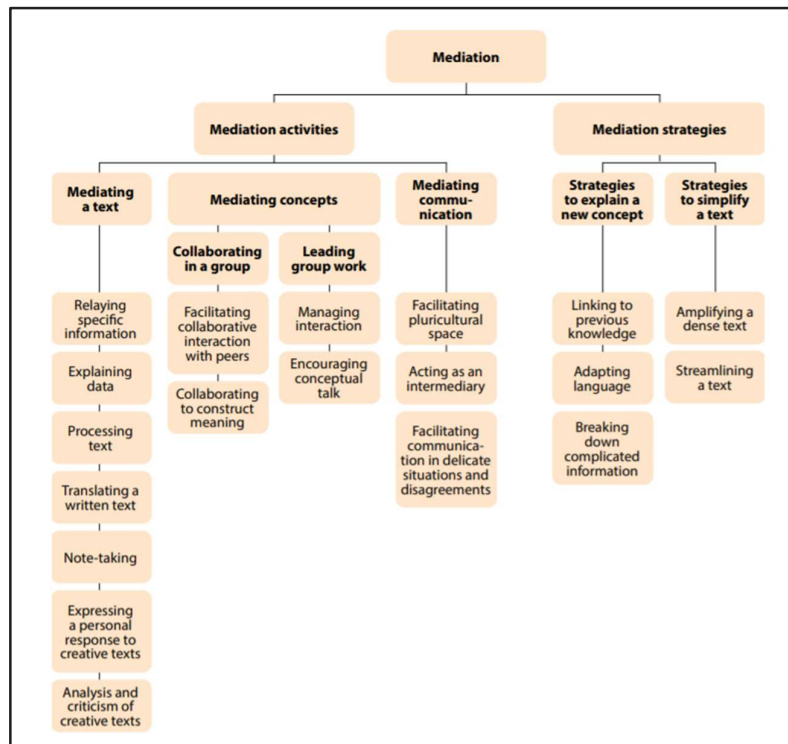 Mediation
Mediation activities
Mediation strategies
Mediating
a text
Mediating concepts
Mediating
commu-
nication
Strategies
to explain a
new concept
Strategies
to simplify
a text
Collaborating
in a group
Leading
group work
Relaying
specific
information
Explaining
data
Processing
text
Translating a
written text
Note-taking
Expressing
a personal
response to
creative texts
Analysis and
criticism of
creative texts
Facilitating
collaborative
interaction
with peers
Collaborating
to construct
meaning
Managing
interaction
Encouraging
conceptual
talk
Facilitating
pluricultural
space
Acting as an
intermediary
Facilitating
communica-
tion in delicate
situations and
disagreements
Linking to
previous
knowledge
Adapting
language
Breaking
down
complicated
information
Amplifying a
dense text
Streamlining
a text